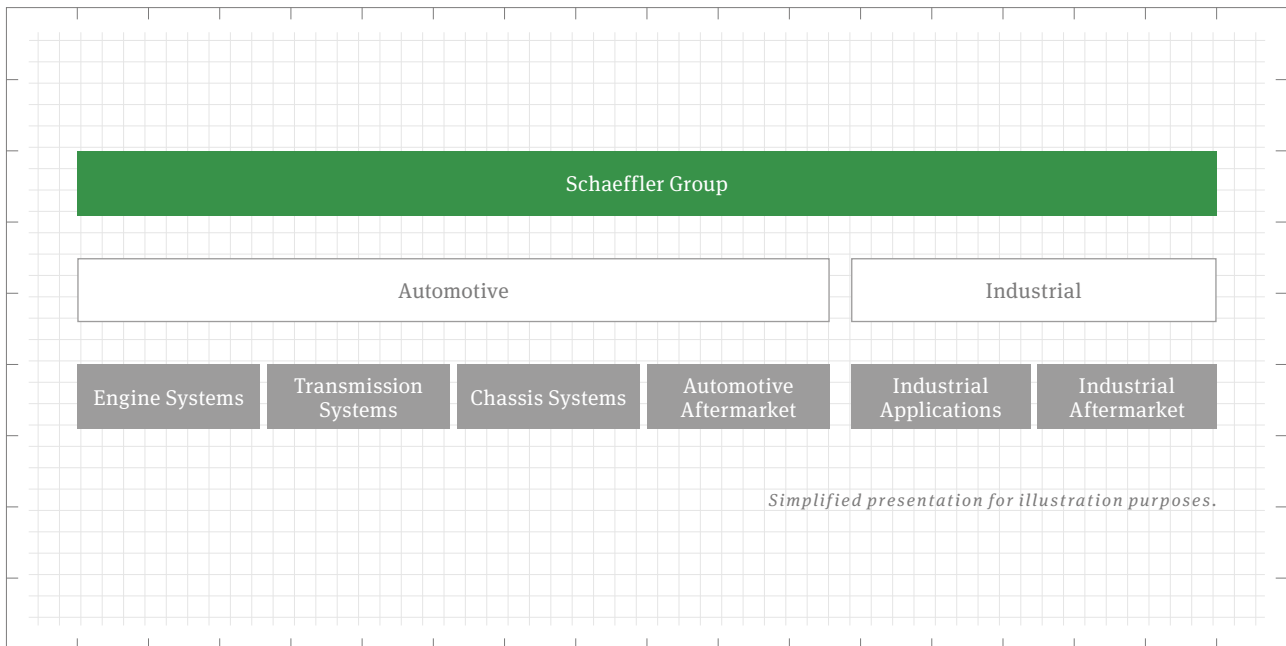 Schaeffler Group
Automotive
Industrial
Engine Systems
Transmission
Systems
Chassis Systems
Automotive
Aftermarket
Industrial
Applications
Industrial
Aftermarket
Simplified presentation for illustration purposes.